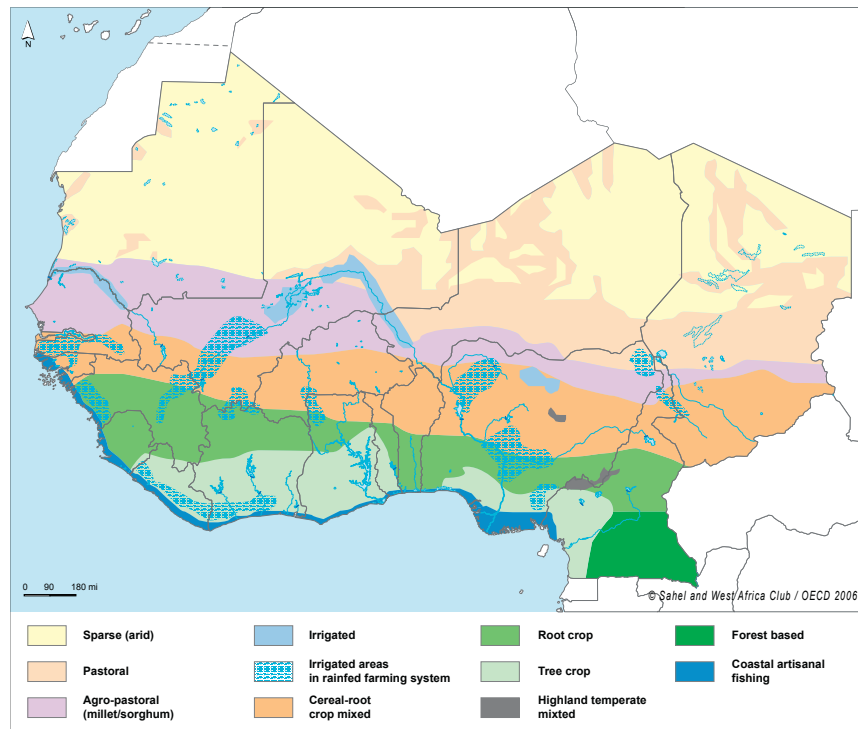 N
0 90 180 mi
© Sahel and West Africa Club / OECD 2006
Sparse (arid)
Irrigated
Root crop
Forest based
Pastoral
Irrigated areas
in rainfed farming system
Tree crop
Coastal artisanal
fishing
Agro-pastoral
(millet/sorghum)
Cereal-root
crop mixed
Highland temperate
mixted